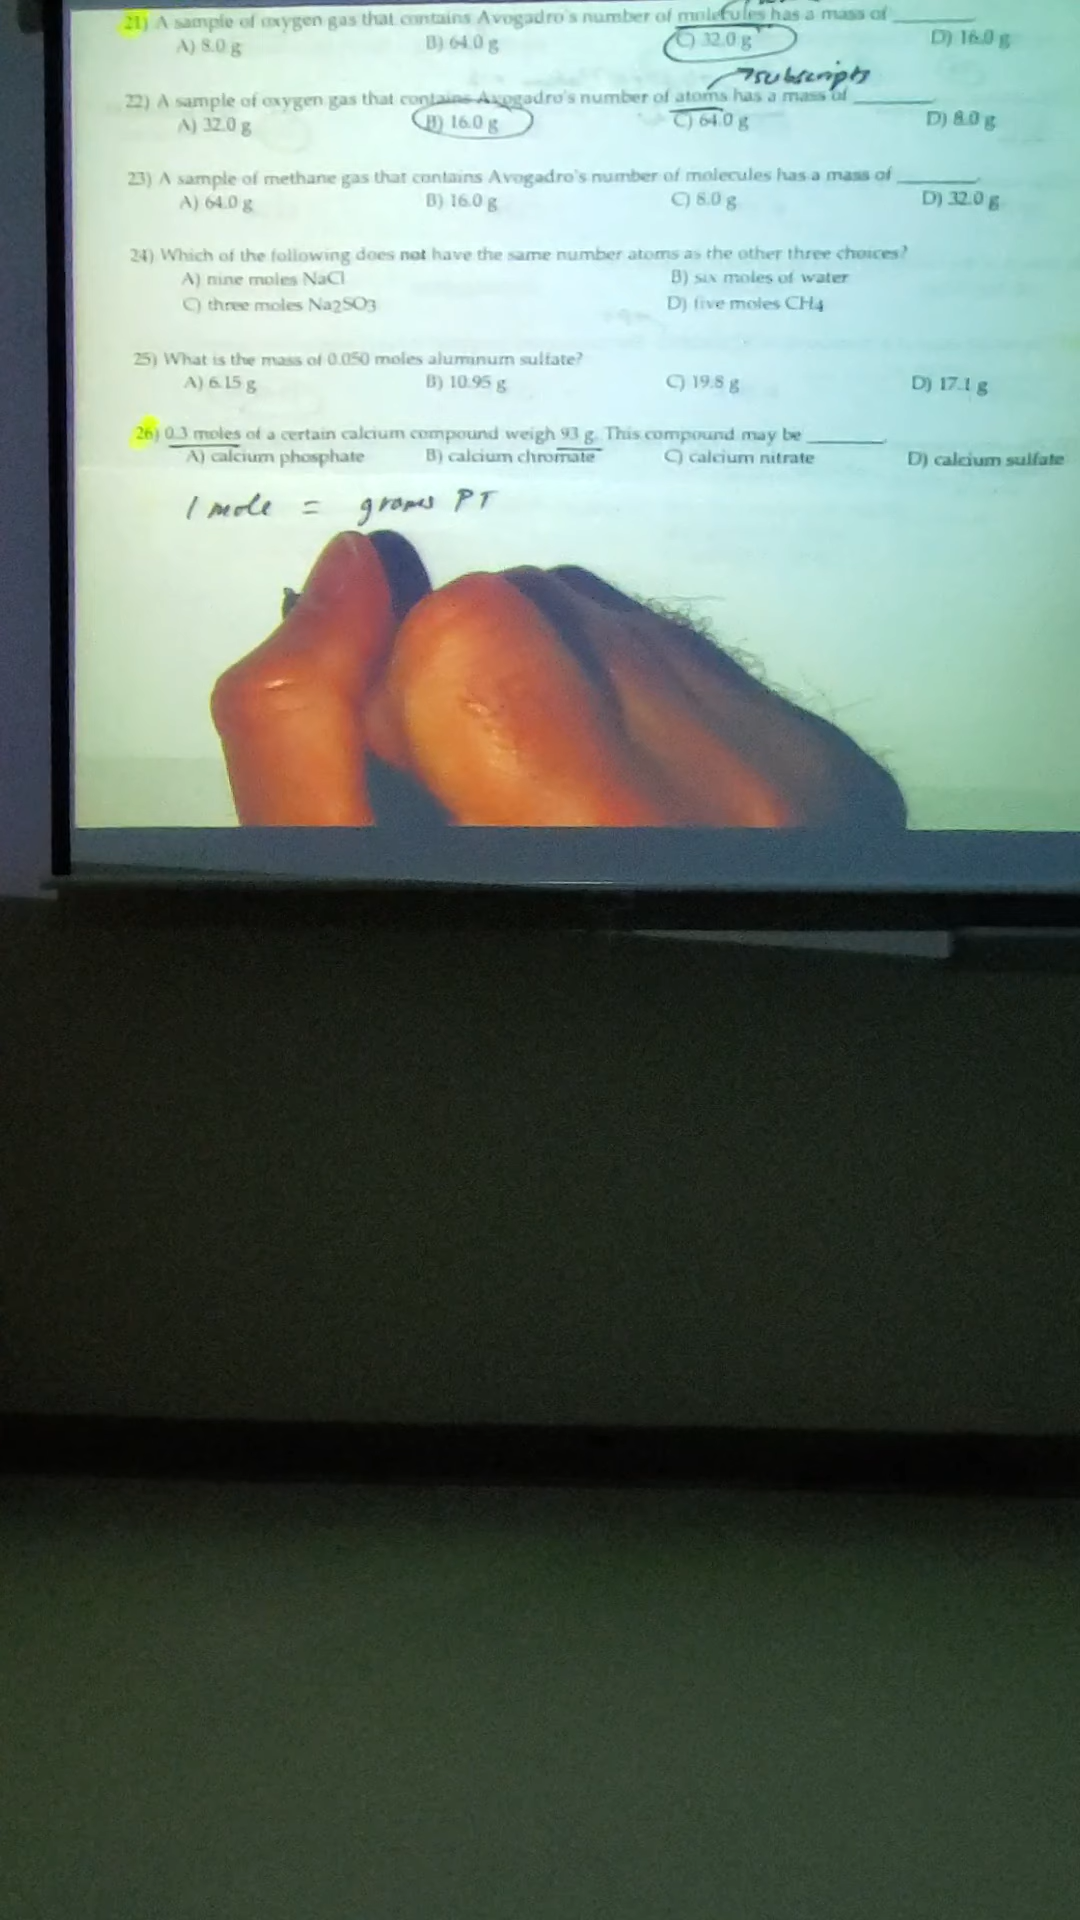 21) A sample of oxygen gas that contains Avogadro's number of molecules has a mass of ________
A) 8.0 g B) 64.0 g C) 32.0 g D) 16.0 g
subscripts
22) A sample of oxygen gas that contains Avogadro's number of atoms has a mass of ________.
A) 32.0 g B) 16.0 g C) 64.0 g D) 8.0 g
23) A sample of methane gas that contains Avogadro's number of molecules has a mass of ________.
A) 64.0 g B) 16.0 g C) 8.0 g D) 32.0 g
24) Which of the following does not have the same number atoms as the other three choices?
A) nine moles NaCl B) six moles of water
C) three moles Na2SO3 D) five moles CH4
25) What is the mass of 0.050 moles aluminum sulfate?
A) 6.15 g B) 10.95 g C) 19.8 g D) 17.1 g
26) 0.3 moles of a certain calcium compound weigh 93 g. This compound may be ________.
A) calcium phosphate B) calcium chromate C) calcium nitrate D) calcium sulfate
1 mole = grams PT